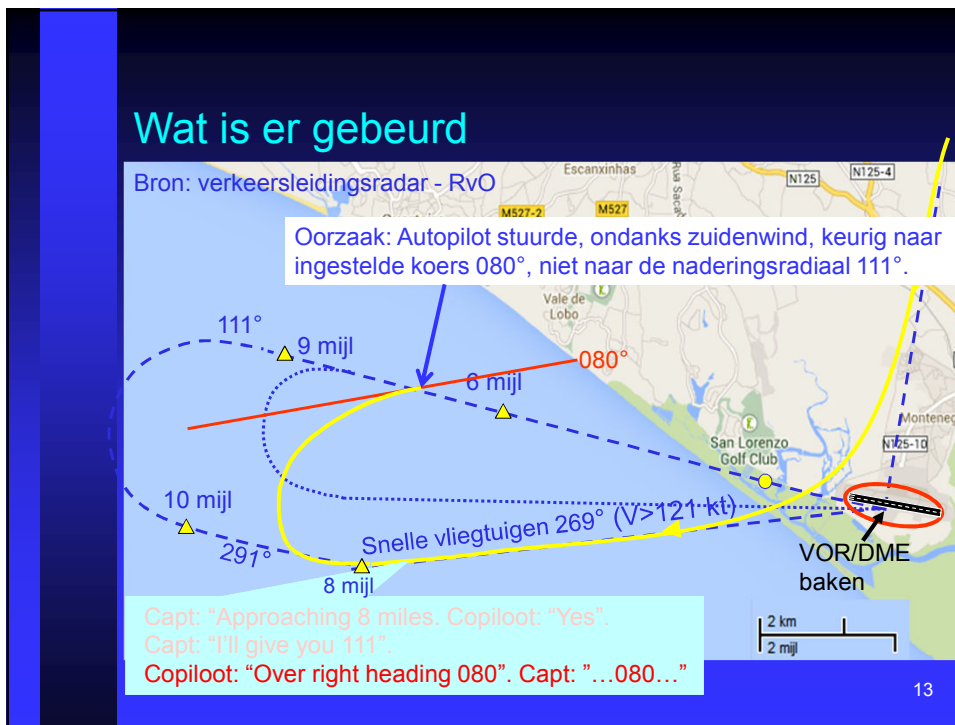 Wat is er gebeurd
Bron: verkeersleidingsradar - RvO
Escanxinhas
N125
N125-4
M527-2
M527
Oorzaak: Autopilot stuurde, ondanks zuidenwind, keurig naar
ingestelde koers 080°, niet naar de naderingsradiaal 111°.
Vale de
Lobo
111°
9 mijl
080°
6 mijl
San Lorenzo
Golf Club
N125-10
10 mijl
291°
Snelle vliegtuigen 269° (V>121 kt)
8 mijl
VOR/DME
baken
Capt: “Approaching 8 miles. Copiloot: “Yes”.
Capt: “I’ll give you 111”.
Copiloot: “Over right heading 080”. Capt: ”…080…”
2 km
2 mijl
13